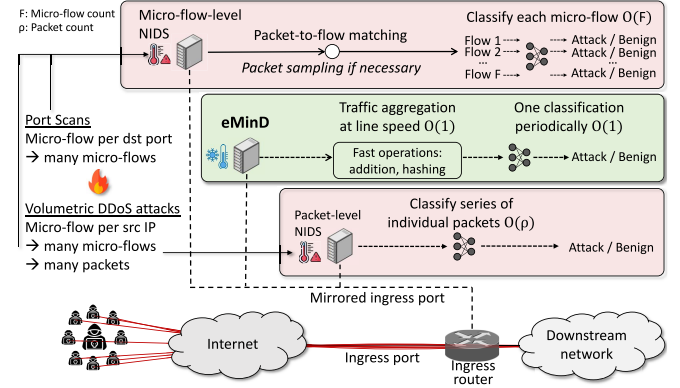 F: Micro-flow count
ρ: Packet count
Micro-flow-level
NIDS
Packet-to-flow matching
Packet sampling if necessary
Classify each micro-flow O(F)
Flow 1
Flow 2
...
Flow F
Attack / Benign
Attack / Benign
...
Attack / Benign
Port Scans
Micro-flow per dst port
→ many micro-flows
Volumetric DDoS attacks
Micro-flow per src IP
→ many micro-flows
→ many packets
eMinD
Traffic aggregation
at line speed O(1)
Fast operations:
addition, hashing
One classification
periodically O(1)
Attack / Benign
Packet-level
NIDS
Classify series of
individual packets O(ρ)
Attack / Benign
Mirrored ingress port
Internet
Ingress port
Ingress
router
Downstream
network